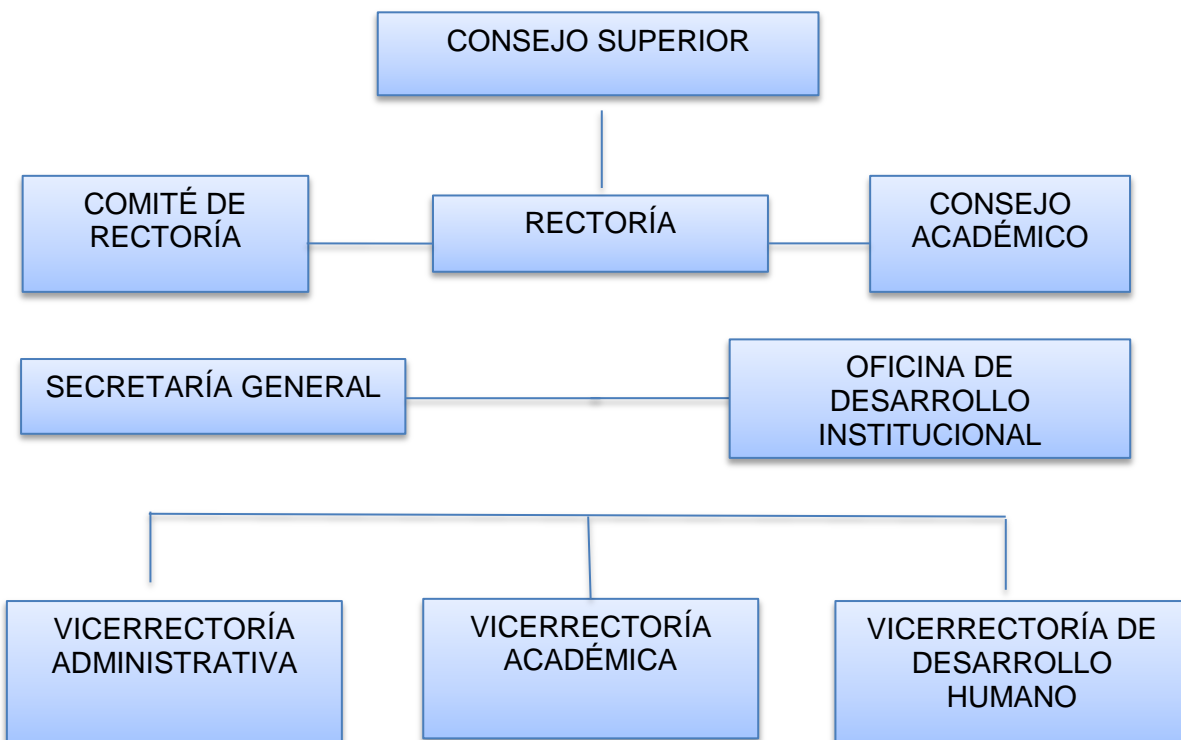 CONSEJO SUPERIOR
COMITÉ DE
RECTORÍA
RECTORÍA
CONSEJO
ACADÉMICO
SECRETARÍA GENERAL
OFICINA DE
DESARROLLO
INSTITUCIONAL
VICERRECTORÍA
ADMINISTRATIVA
VICERRECTORÍA
ACADÉMICA
VICERRECTORÍA DE
DESARROLLO
HUMANO